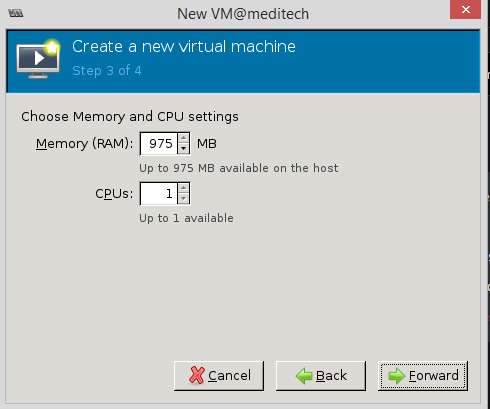 New VM@meditech
Create a new virtual machine
Step 3 of 4
Choose Memory and CPU settings
Memory (RAM): 975 MB
Up to 975 MB available on the host
CPUs: 1
Up to 1 available
Cancel Back Forward